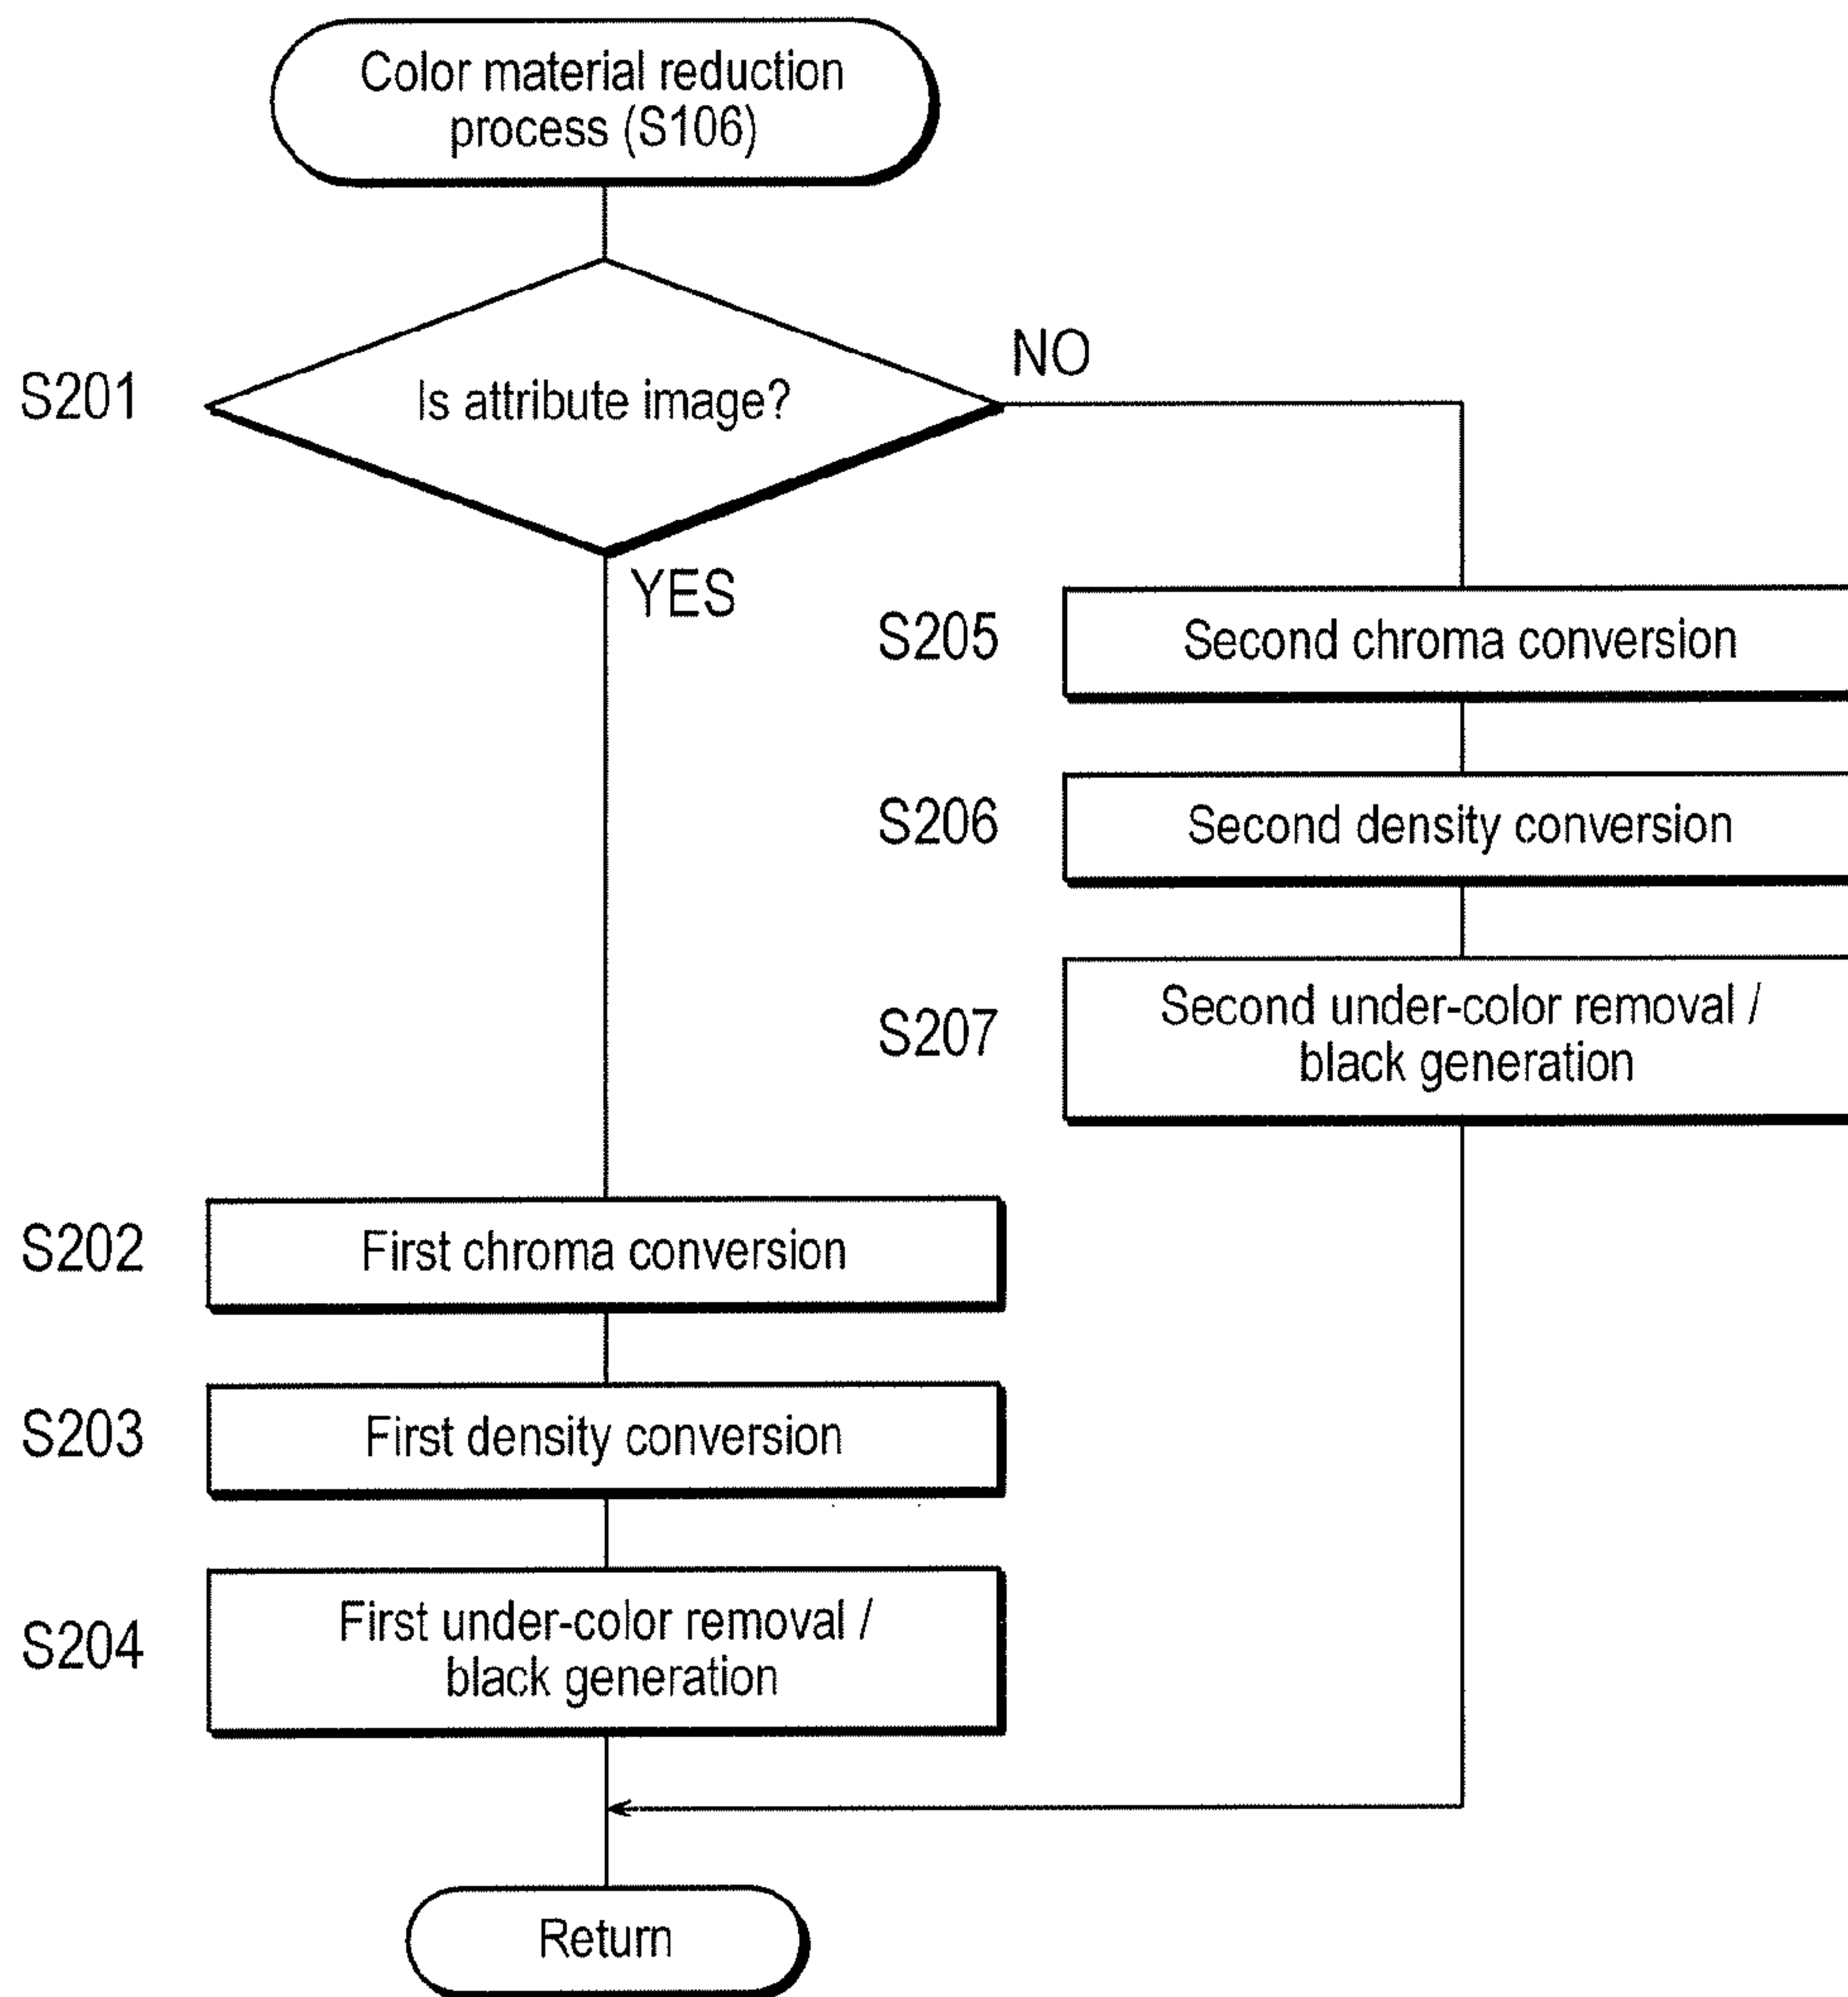 Color material reduction
process (S106)
S201
Is attribute image?
NO
YES
S205
Second chroma conversion
S206
Second density conversion
S207
Second under-color removal /
black generation
S202
First chroma conversion
S203
First density conversion
S204
First under-color removal /
black generation
Return